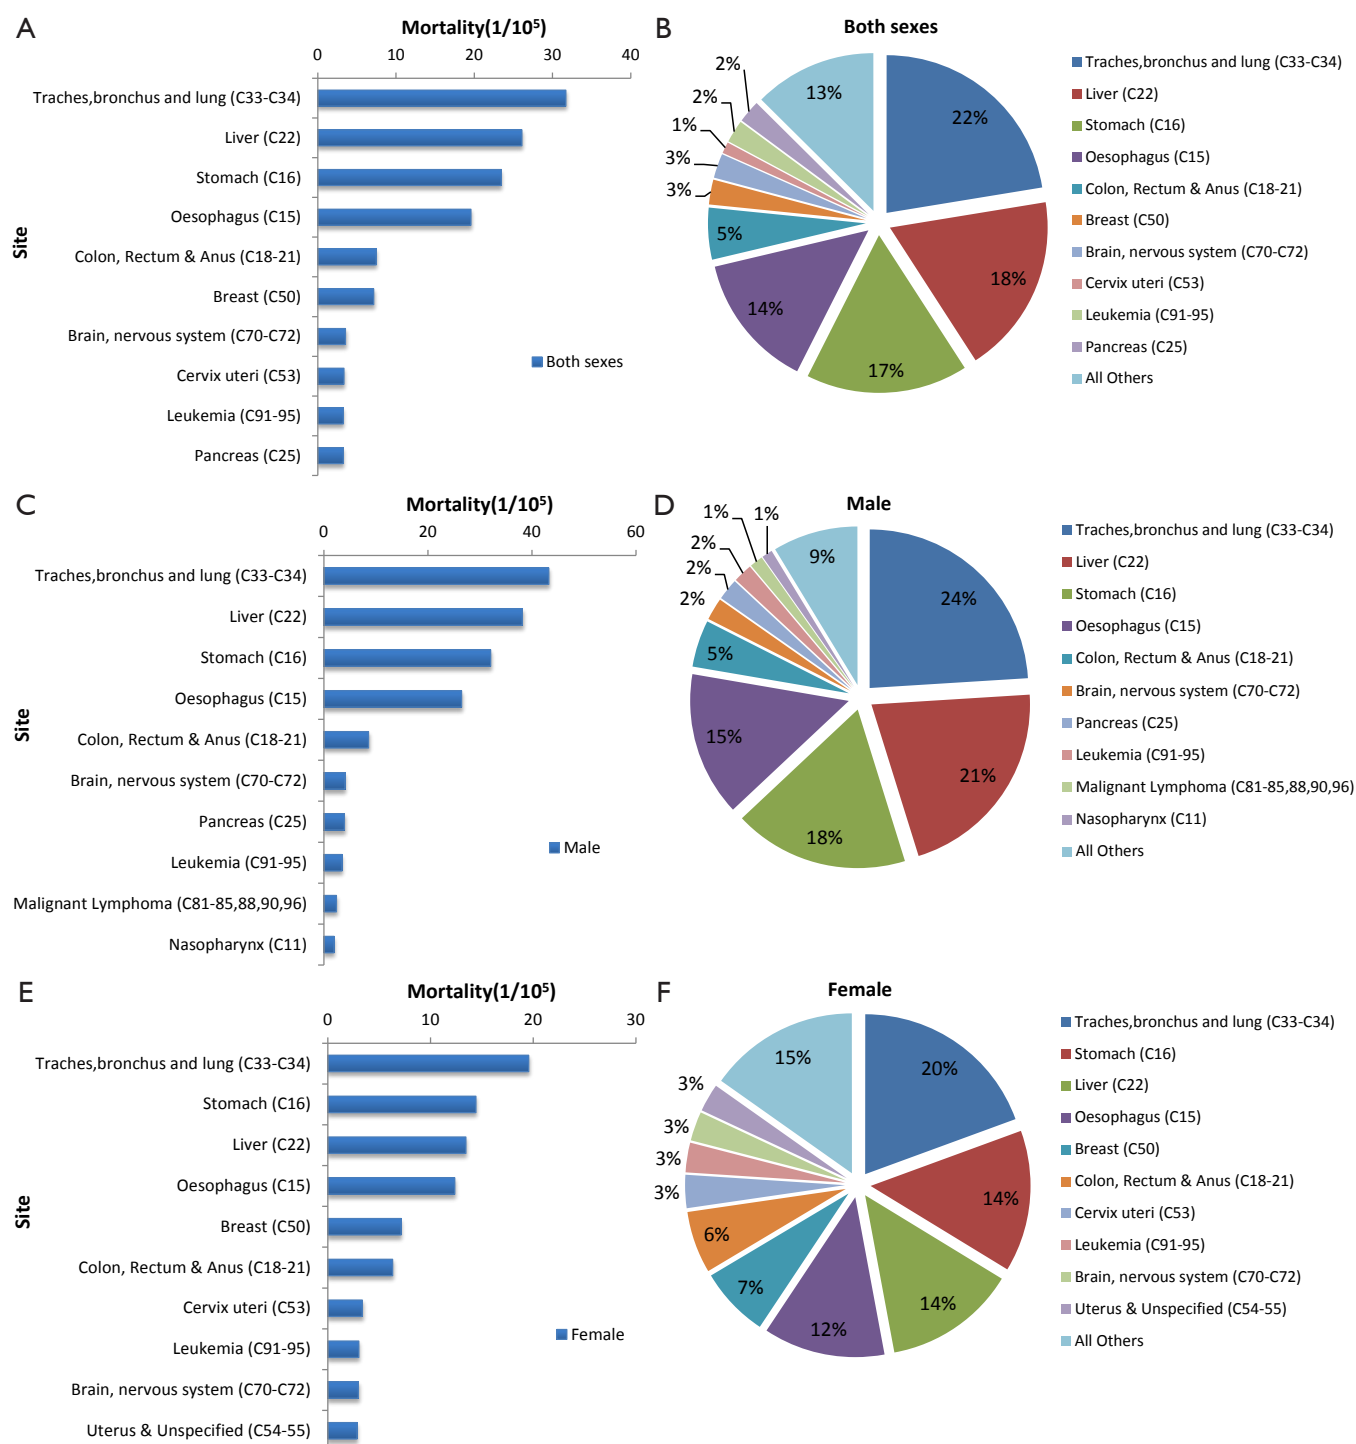 A
Mortality(1/10⁵)
0 10 20 30 40
Site
Traches,bronchus and lung (C33-C34)
Liver (C22)
Stomach (C16)
Oesophagus (C15)
Colon, Rectum & Anus (C18-21)
Breast (C50)
Brain, nervous system (C70-C72)
Cervix uteri (C53)
Leukemia (C91-95)
Pancreas (C25)
Both sexes
B
Both sexes
22%
18%
17%
14%
5%
3%
3%
1%
2%
2%
13%
Traches,bronchus and lung (C33-C34)
Liver (C22)
Stomach (C16)
Oesophagus (C15)
Colon, Rectum & Anus (C18-21)
Breast (C50)
Brain, nervous system (C70-C72)
Cervix uteri (C53)
Leukemia (C91-95)
Pancreas (C25)
All Others
C
Mortality(1/10⁵)
0 20 40 60
Site
Traches,bronchus and lung (C33-C34)
Liver (C22)
Stomach (C16)
Oesophagus (C15)
Colon, Rectum & Anus (C18-21)
Brain, nervous system (C70-C72)
Pancreas (C25)
Leukemia (C91-95)
Malignant Lymphoma (C81-85,88,90,96)
Nasopharynx (C11)
Male
D
Male
24%
21%
18%
15%
5%
2%
2%
2%
1%
1%
9%
Traches,bronchus and lung (C33-C34)
Liver (C22)
Stomach (C16)
Oesophagus (C15)
Colon, Rectum & Anus (C18-21)
Brain, nervous system (C70-C72)
Pancreas (C25)
Leukemia (C91-95)
Malignant Lymphoma (C81-85,88,90,96)
Nasopharynx (C11)
All Others
E
Mortality(1/10⁵)
0 10 20 30
Site
Traches,bronchus and lung (C33-C34)
Stomach (C16)
Liver (C22)
Oesophagus (C15)
Breast (C50)
Colon, Rectum & Anus (C18-21)
Cervix uteri (C53)
Leukemia (C91-95)
Brain, nervous system (C70-C72)
Uterus & Unspecified (C54-55)
Female
F
Female
20%
14%
14%
12%
7%
6%
3%
3%
3%
3%
15%
Traches,bronchus and lung (C33-C34)
Stomach (C16)
Liver (C22)
Oesophagus (C15)
Breast (C50)
Colon, Rectum & Anus (C18-21)
Cervix uteri (C53)
Leukemia (C91-95)
Brain, nervous system (C70-C72)
Uterus & Unspecified (C54-55)
All Others